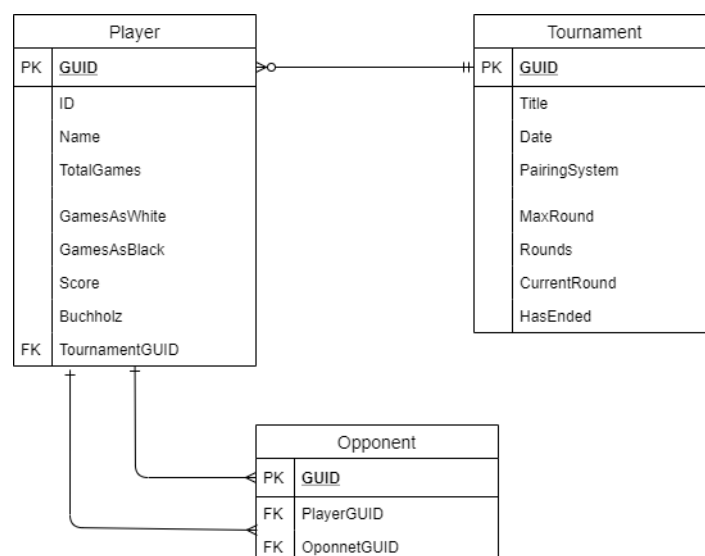 Player
PK GUID
ID
Name
TotalGames
GamesAsWhite
GamesAsBlack
Score
Buchholz
FK TournamentGUID
Tournament
PK GUID
Title
Date
PairingSystem
MaxRound
Rounds
CurrentRound
HasEnded
Opponent
PK GUID
FK PlayerGUID
FK OponnetGUID